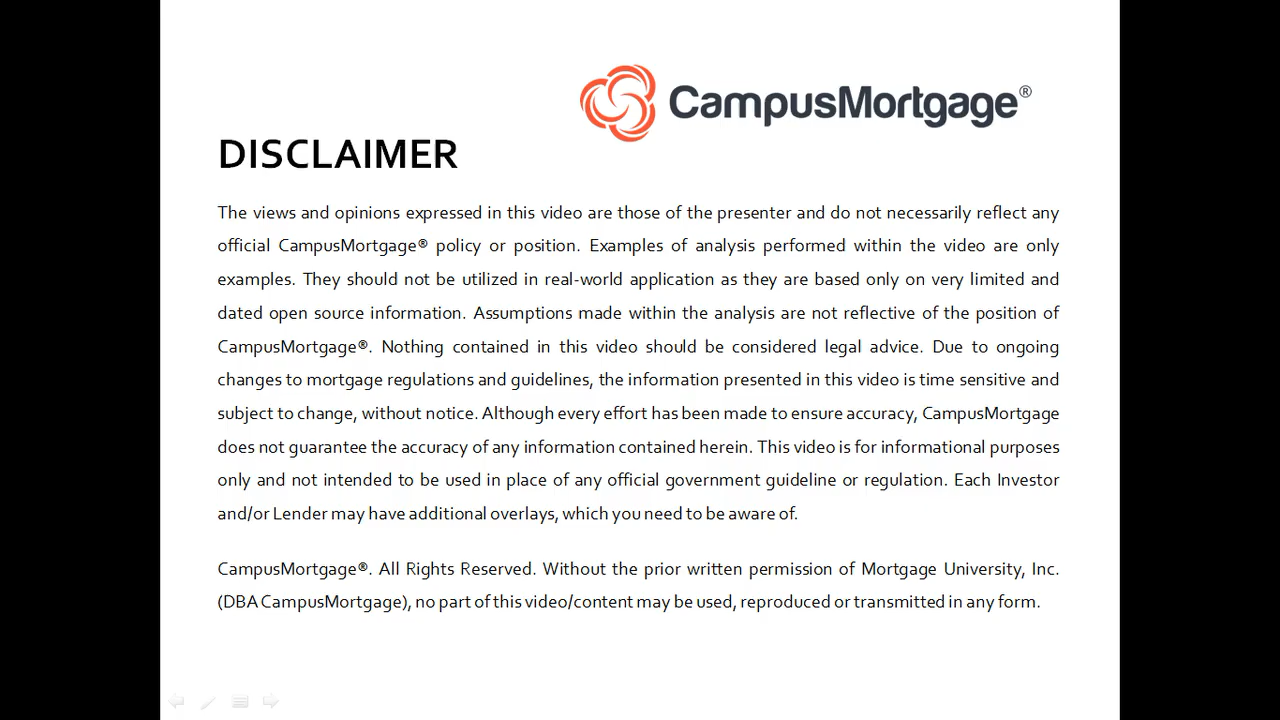 CampusMortgage®
DISCLAIMER
The views and opinions expressed in this video are those of the presenter and do not necessarily reflect any
official CampusMortgage® policy or position. Examples of analysis performed within the video are only
examples. They should not be utilized in real-world application as they are based only on very limited and
dated open source information. Assumptions made within the analysis are not reflective of the position of
CampusMortgage®. Nothing contained in this video should be considered legal advice. Due to ongoing
changes to mortgage regulations and guidelines, the information presented in this video is time sensitive and
subject to change, without notice. Although every effort has been made to ensure accuracy, CampusMortgage
does not guarantee the accuracy of any information contained herein. This video is for informational purposes
only and not intended to be used in place of any official government guideline or regulation. Each Investor
and/or Lender may have additional overlays, which you need to be aware of.
CampusMortgage®. All Rights Reserved. Without the prior written permission of Mortgage University, Inc.
(DBA CampusMortgage), no part of this video/content may be used, reproduced or transmitted in any form.